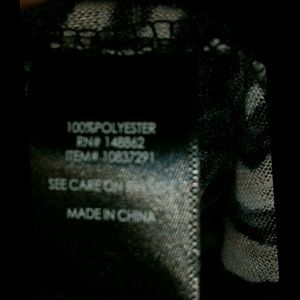 100%POLYESTER
RN# 148862
ITEM# 10837291
SEE CARE ON
MADE IN CHINA